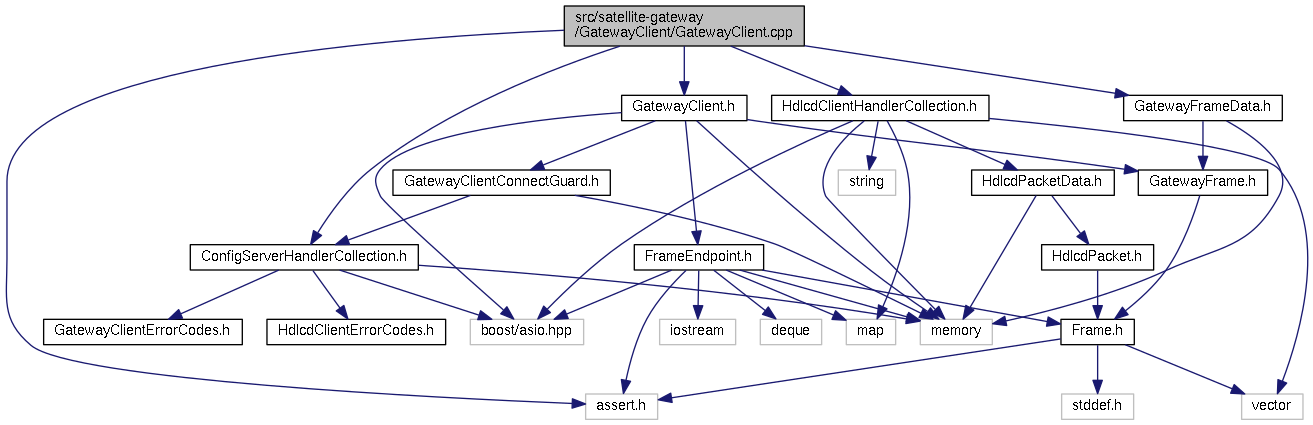 src/satellite-gateway
/GatewayClient/GatewayClient.cpp
GatewayClient.h
HdlcdClientHandlerCollection.h
GatewayFrameData.h
GatewayClientConnectGuard.h
string
HdlcdPacketData.h
GatewayFrame.h
ConfigServerHandlerCollection.h
FrameEndpoint.h
HdlcdPacket.h
GatewayClientErrorCodes.h
HdlcdClientErrorCodes.h
boost/asio.hpp
iostream
deque
map
memory
Frame.h
assert.h
stddef.h
vector